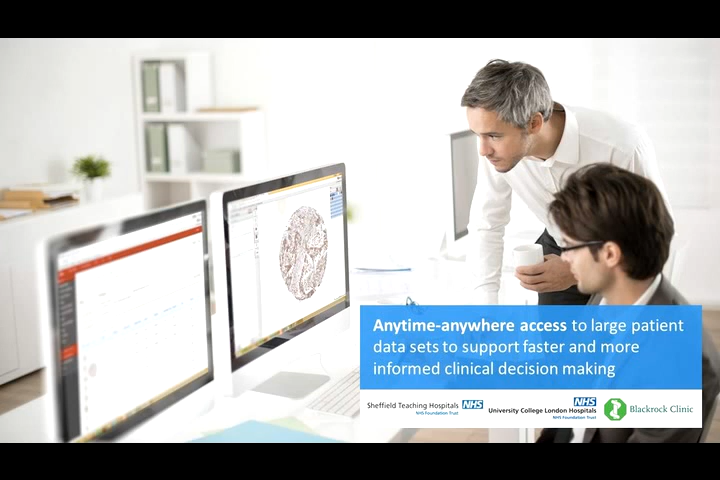 Anytime-anywhere access to large patient
data sets to support faster and more
informed clinical decision making
Sheffield Teaching Hospitals NHS
NHS Foundation Trust
NHS
University College London Hospitals
NHS Foundation Trust
Blackrock Clinic